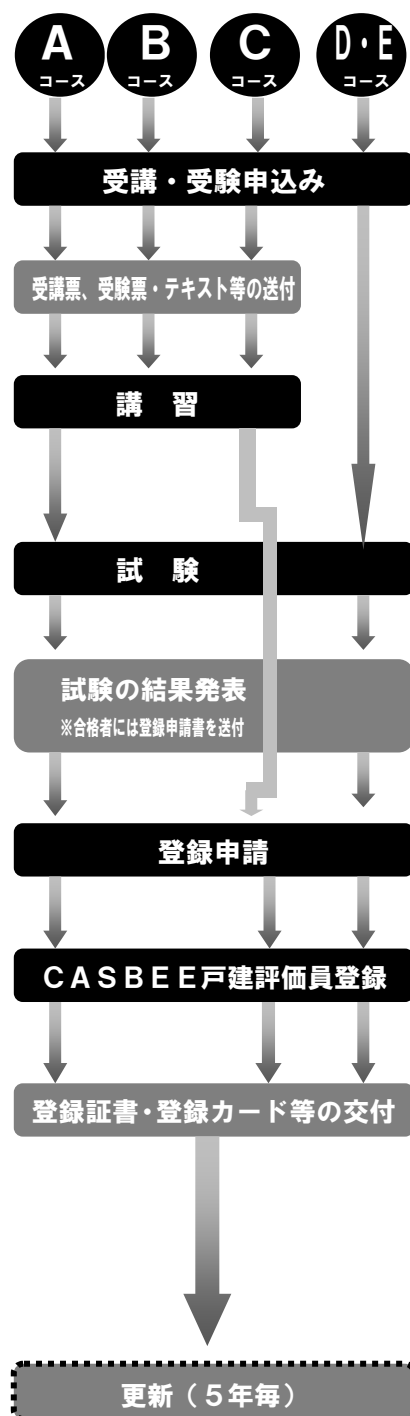 A
コース
B
コース
C
コース
D・E
コース
受講・受験申込み
受講票、受験票・テキスト等の送付
講　習
試　験
試験の結果発表
※合格者には登録申請書を送付
登録申請
ＣＡＳＢＥＥ戸建評価員登録
登録証書・登録カード等の交付
更新（５年毎）